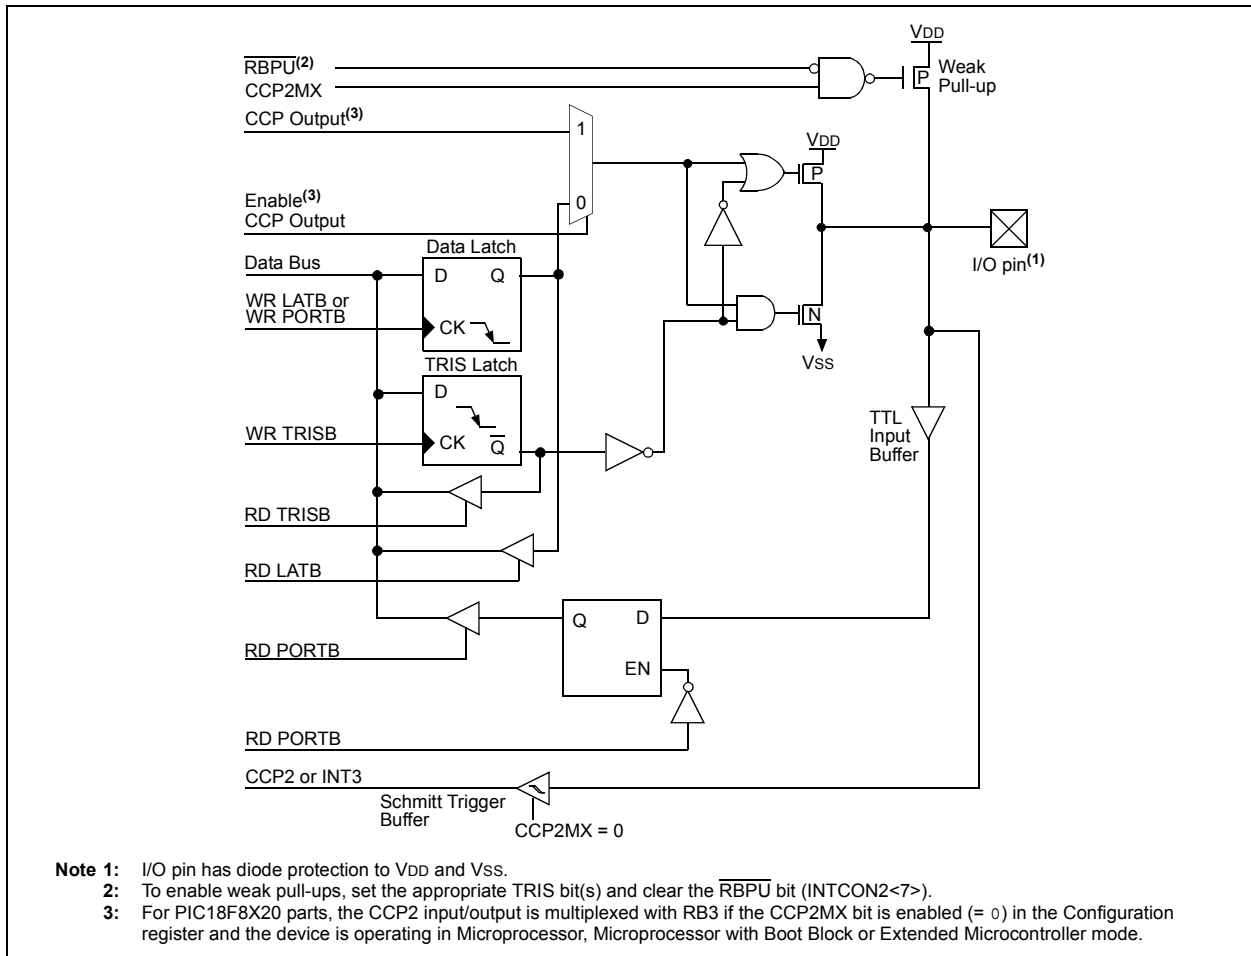 VDD
RBPU(2)
CCP2MX
P
Weak
Pull-up
CCP Output(3)
1
VDD
P
Enable(3)
CCP Output
0
I/O pin(1)
Data Latch
Data Bus
D Q
WR LATB or
WR PORTB
CK
N
VSS
TRIS Latch
D
WR TRISB
CK Q
TTL
Input
Buffer
RD TRISB
RD LATB
Q D
EN
RD PORTB
RD PORTB
CCP2 or INT3
Schmitt Trigger
Buffer
CCP2MX = 0
Note 1: I/O pin has diode protection to VDD and VSS.
2: To enable weak pull-ups, set the appropriate TRIS bit(s) and clear the RBPU bit (INTCON2<7>).
3: For PIC18F8X20 parts, the CCP2 input/output is multiplexed with RB3 if the CCP2MX bit is enabled (= 0) in the Configuration
register and the device is operating in Microprocessor, Microprocessor with Boot Block or Extended Microcontroller mode.